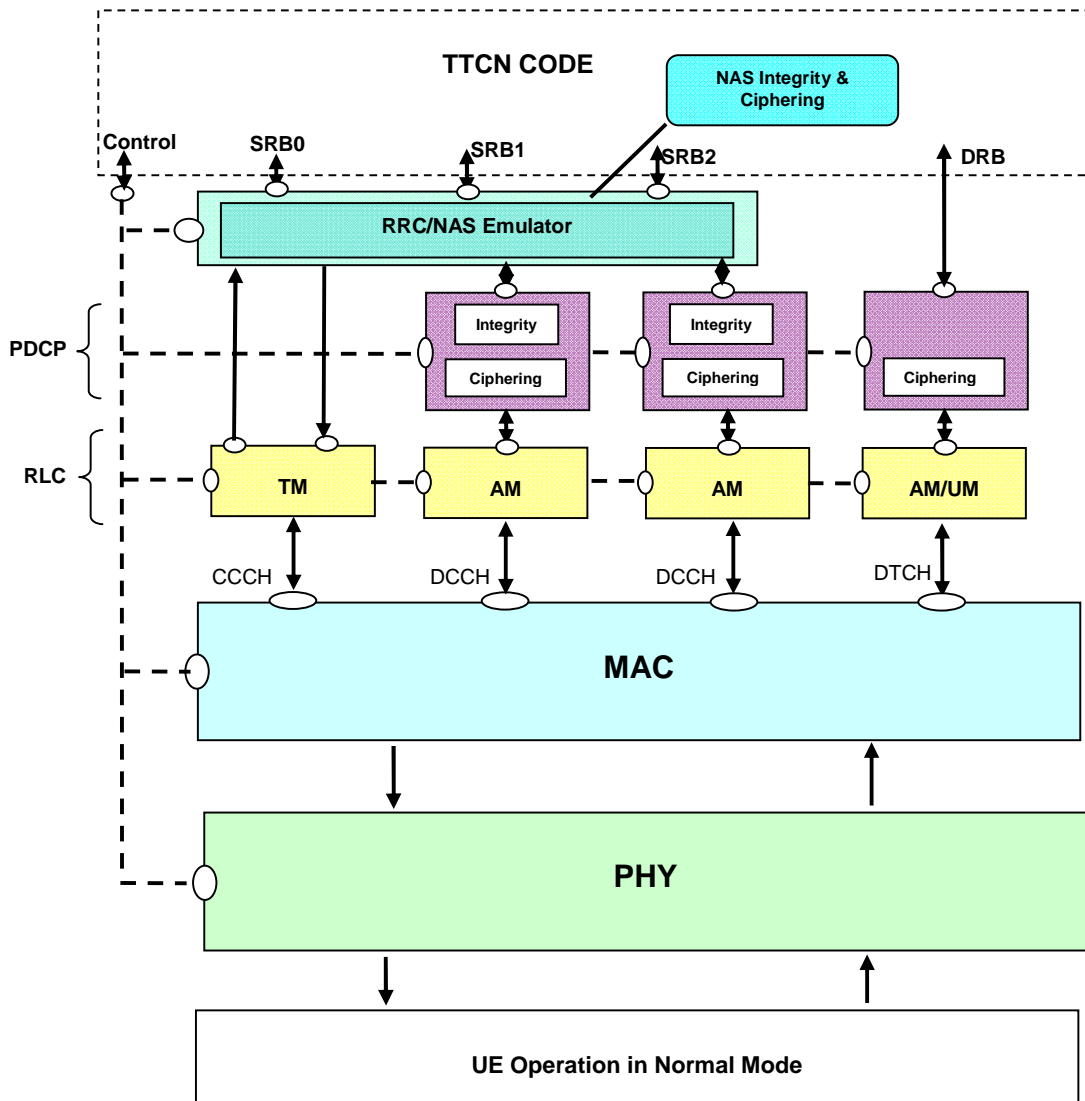 TTCN CODE
NAS Integrity &
Ciphering
Control
SRB0
SRB1
SRB2
DRB
RRC/NAS Emulator
PDCP
Integrity
Integrity
Ciphering
Ciphering
Ciphering
RLC
TM
AM
AM
AM/UM
CCCH
DCCH
DCCH
DTCH
MAC
PHY
UE Operation in Normal Mode